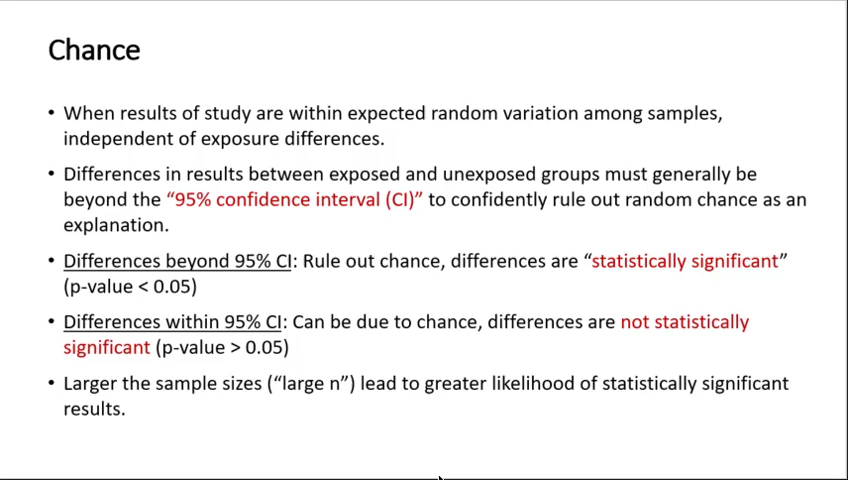 Chance
• When results of study are within expected random variation among samples,
independent of exposure differences.
• Differences in results between exposed and unexposed groups must generally be
beyond the “95% confidence interval (CI)” to confidently rule out random chance as an
explanation.
• Differences beyond 95% CI: Rule out chance, differences are “statistically significant”
(p-value < 0.05)
• Differences within 95% CI: Can be due to chance, differences are not statistically
significant (p-value > 0.05)
• Larger the sample sizes (“large n”) lead to greater likelihood of statistically significant
results.